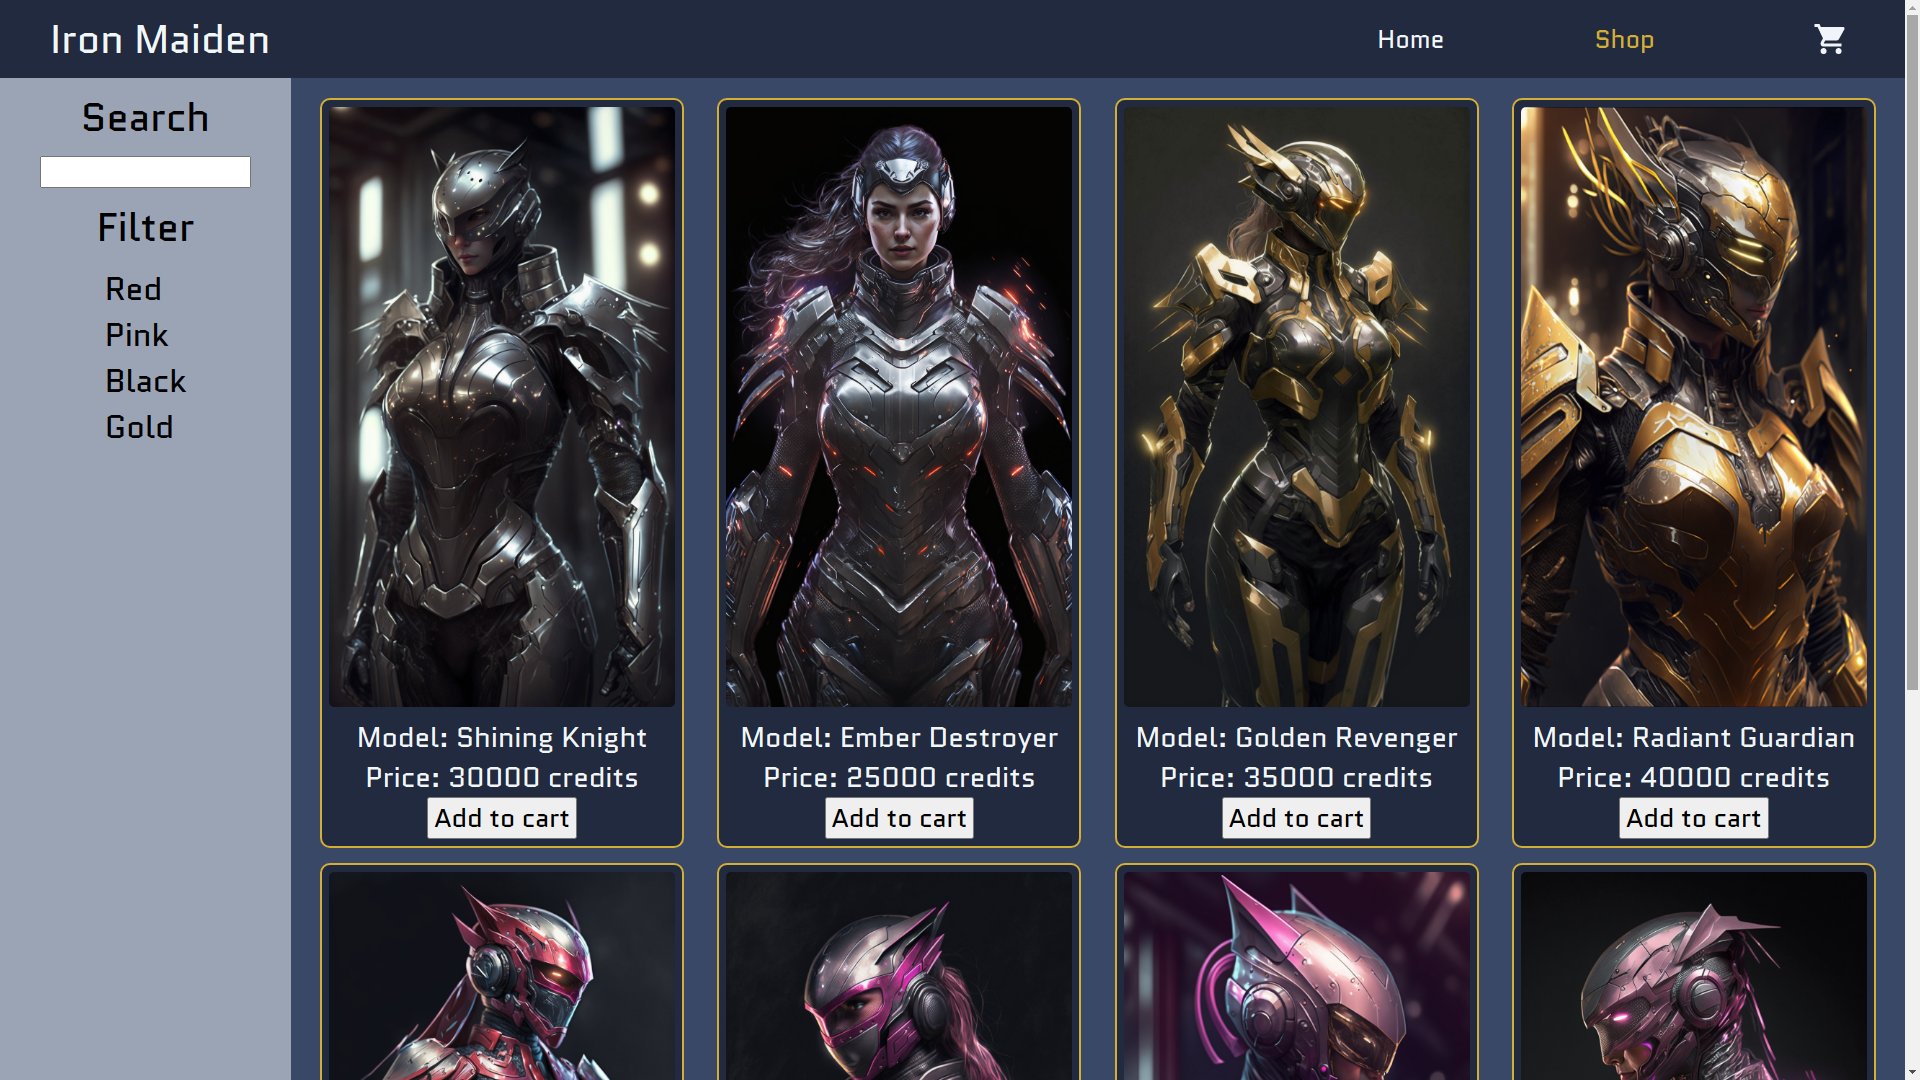 Iron Maiden
Home
Shop
Search
Filter
Red
Pink
Black
Gold
Model: Shining Knight
Price: 30000 credits
Add to cart
Model: Ember Destroyer
Price: 25000 credits
Add to cart
Model: Golden Revenger
Price: 35000 credits
Add to cart
Model: Radiant Guardian
Price: 40000 credits
Add to cart